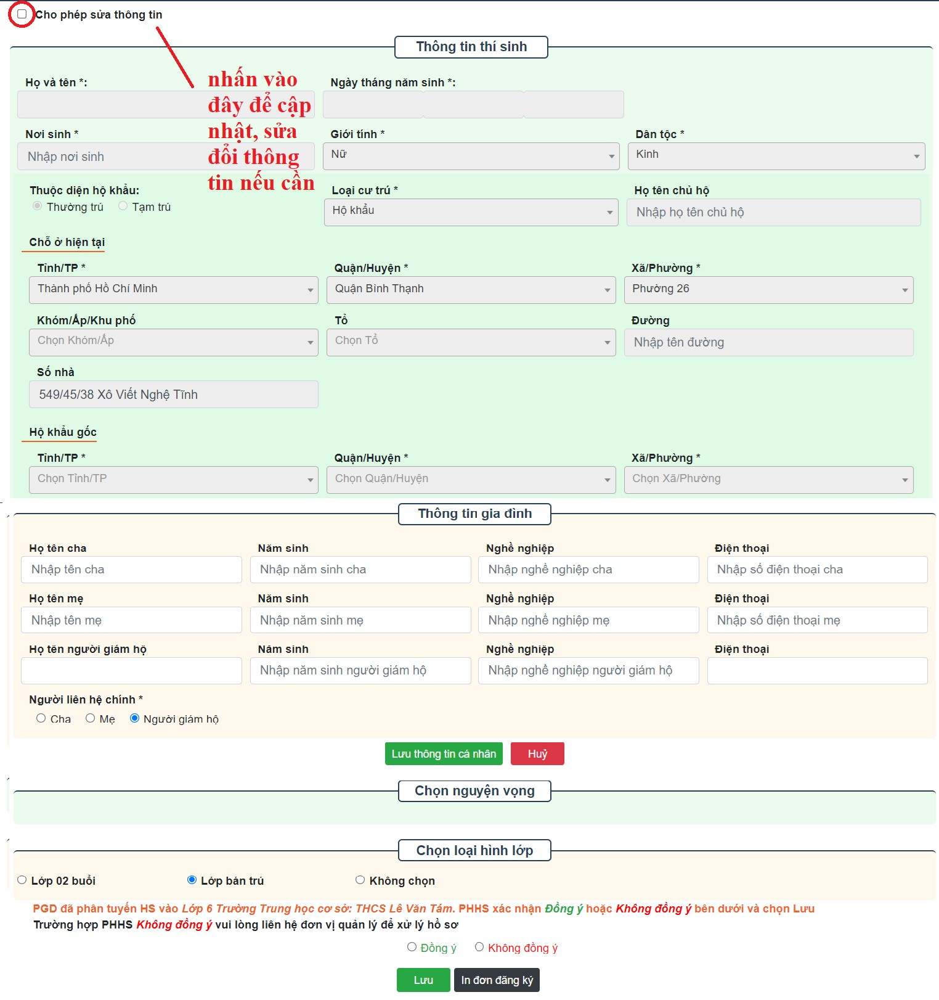 Cho phép sửa thông tin
Thông tin thí sinh
Họ và tên *:
Ngày tháng năm sinh *:
nhấn vào
đây để cập
nhật, sửa
đổi thông
tin nếu cần
Nơi sinh *
Giới tính *
Dân tộc *
Nhập nơi sinh
Nữ
Kinh
Thuộc diện hộ khẩu:
Loại cư trú *
Họ tên chủ hộ
Thường trú
Tạm trú
Hộ khẩu
Nhập họ tên chủ hộ
Chỗ ở hiện tại
Tỉnh/TP *
Quận/Huyện *
Xã/Phường *
Thành phố Hồ Chí Minh
Quận Bình Thạnh
Phường 26
Khóm/Ấp/Khu phố
Tổ
Đường
Chọn Khóm/Ấp
Chọn Tổ
Nhập tên đường
Số nhà
549/45/38 Xô Viết Nghệ Tĩnh
Hộ khẩu gốc
Tỉnh/TP *
Quận/Huyện *
Xã/Phường *
Chọn Tỉnh/TP
Chọn Quận/Huyện
Chọn Xã/Phường
Thông tin gia đình
Họ tên cha
Năm sinh
Nghề nghiệp
Điện thoại
Nhập tên cha
Nhập năm sinh cha
Nhập nghề nghiệp cha
Nhập số điện thoại cha
Họ tên mẹ
Năm sinh
Nghề nghiệp
Điện thoại
Nhập tên mẹ
Nhập năm sinh mẹ
Nhập nghề nghiệp mẹ
Nhập số điện thoại mẹ
Họ tên người giám hộ
Năm sinh
Nghề nghiệp
Điện thoại
Nhập năm sinh người giám hộ
Nhập nghề nghiệp người giám hộ
Người liên hệ chính *
Cha
Mẹ
Người giám hộ
Lưu thông tin cá nhân
Huỷ
Chọn nguyện vọng
Chọn loại hình lớp
Lớp 02 buổi
Lớp bán trú
Không chọn
PGD đã phân tuyến HS vào Lớp 6 Trường Trung học cơ sở: THCS Lê Văn Tám. PHHS xác nhận Đồng ý hoặc Không đồng ý bên dưới và chọn Lưu
Trường hợp PHHS Không đồng ý vui lòng liên hệ đơn vị quản lý để xử lý hồ sơ
Đồng ý
Không đồng ý
Lưu
In đơn đăng ký